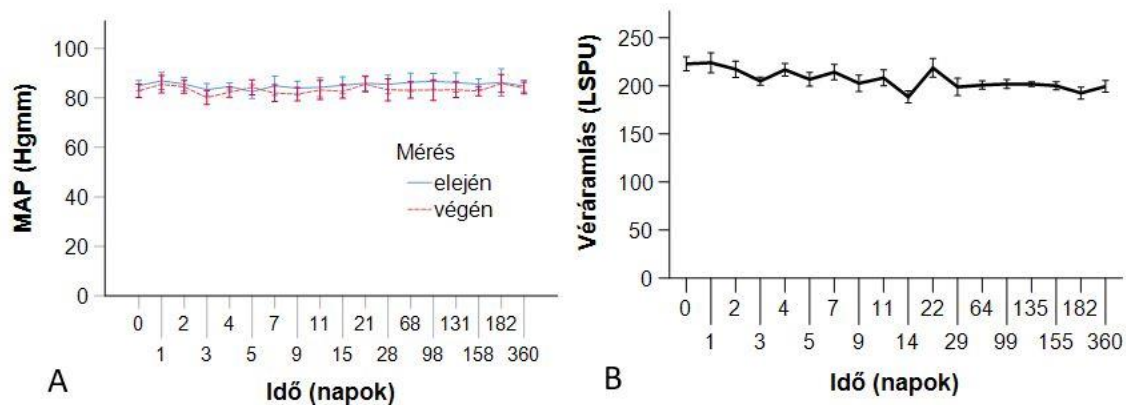 MAP (Hgmm)
100
80
60
40
20
0
Mérés
elején
végén
0 2 4 7 11 21 68 131 182
1 3 5 9 15 28 98 158 360
A
Idő (napok)
Véráramlás (LSPU)
250
200
150
100
50
0
0 2 4 7 11 22 64 135 182
1 3 5 9 14 29 99 155 360
B
Idő (napok)